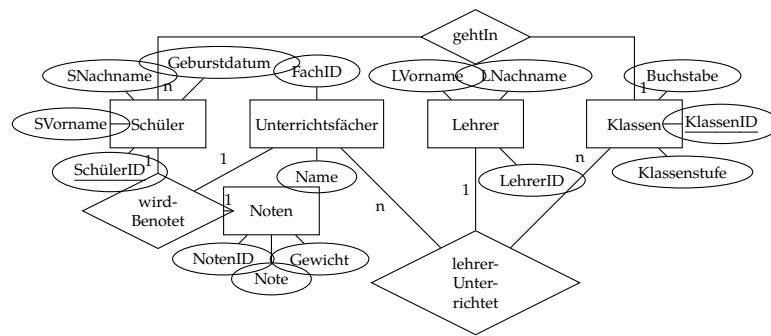 gehtIn
Geburstdatum
SNachname
FachID
LVorname
LNachname
Buchstabe
n
1
SVorname
Schüler
Unterrichtsfächer
Lehrer
Klassen
KlassenID
SchülerID
1
1
Name
LehrerID
n
Klassenstufe
wird-
Benotet
1
Noten
n
1
NotenID
Gewicht
Note
lehrer-
Unter-
richtet